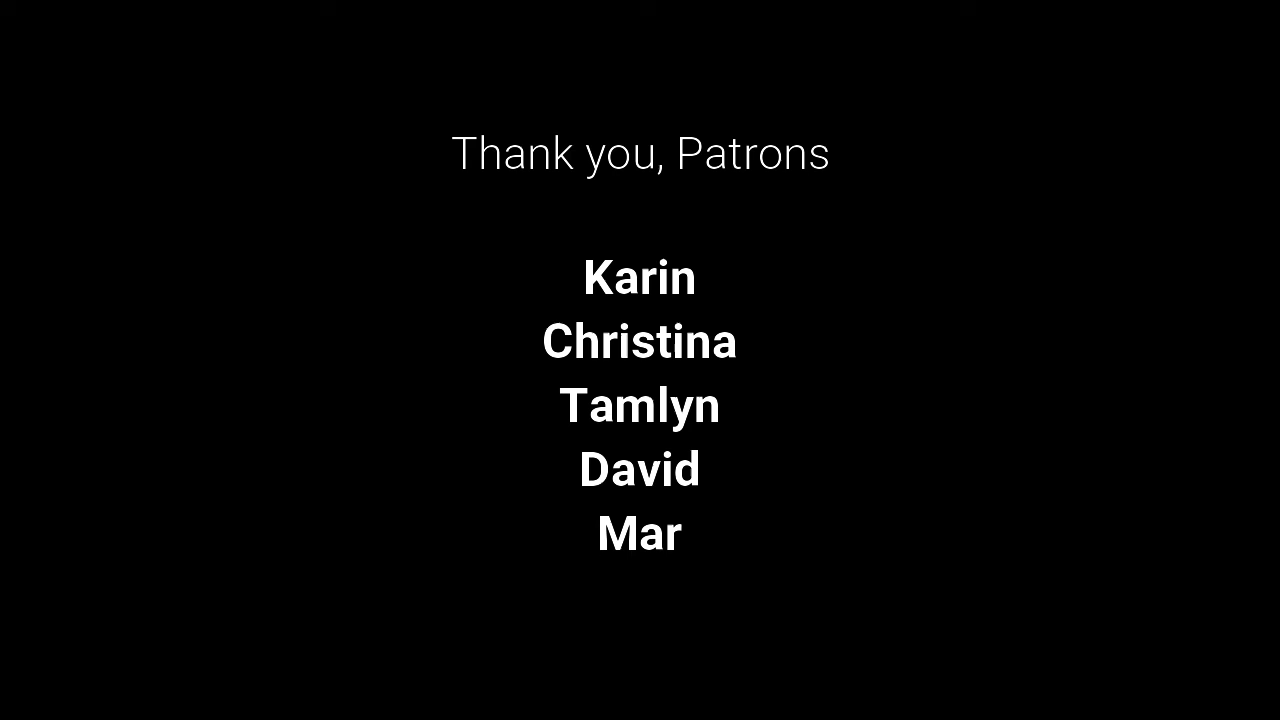 Thank you, Patrons
Karin
Christina
Tamlyn
David
Mar